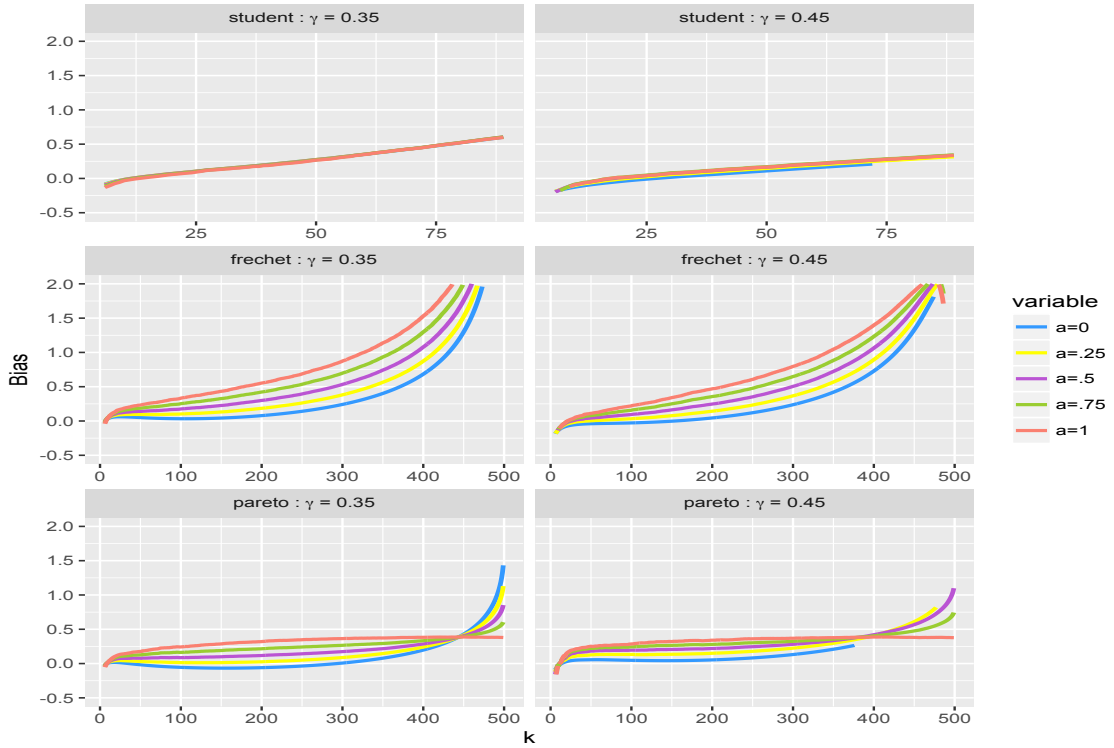 student : γ = 0.35
student : γ = 0.45
2.0
1.5
1.0
0.5
0.0
-0.5
25 50 75
25 50 75
frechet : γ = 0.35
frechet : γ = 0.45
2.0
1.5
1.0
0.5
0.0
-0.5
0 100 200 300 400 500
0 100 200 300 400 500
pareto : γ = 0.35
pareto : γ = 0.45
2.0
1.5
1.0
0.5
0.0
-0.5
0 100 200 300 400 500
0 100 200 300 400 500
Bias
k
variable
a=0
a=.25
a=.5
a=.75
a=1